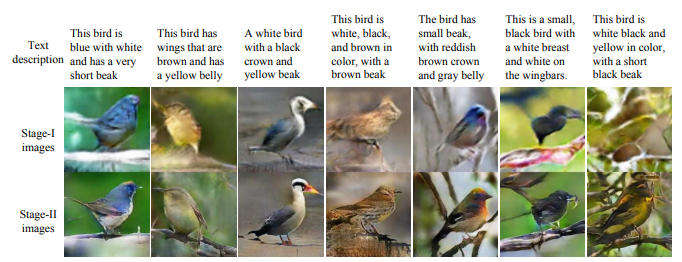 Text
description
This bird is
blue with white
and has a very
short beak
This bird has
wings that are
brown and has
a yellow belly
A white bird
with a black
crown and
yellow beak
This bird is
white, black,
and brown in
color, with a
brown beak
The bird has
small beak,
with reddish
brown crown
and gray belly
This is a small,
black bird with
a white breast
and white on
the wingbars.
This bird is
white black and
yellow in color,
with a short
black beak
Stage-I
images
Stage-II
images